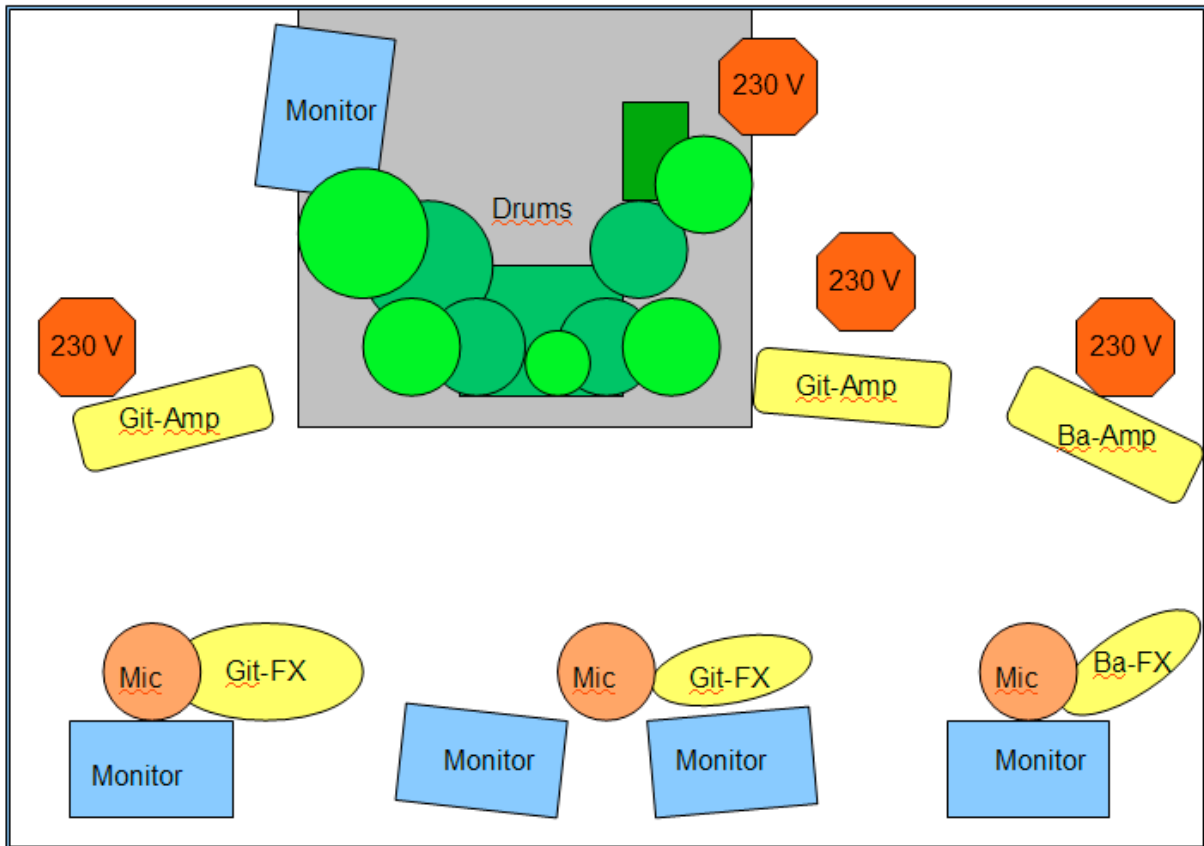 230 V
Monitor
Drums
230 V
230 V
230 V
Git-Amp
Git-Amp
Ba-Amp
Mic
Git-FX
Mic
Git-FX
Mic
Ba-FX
Monitor
Monitor
Monitor
Monitor